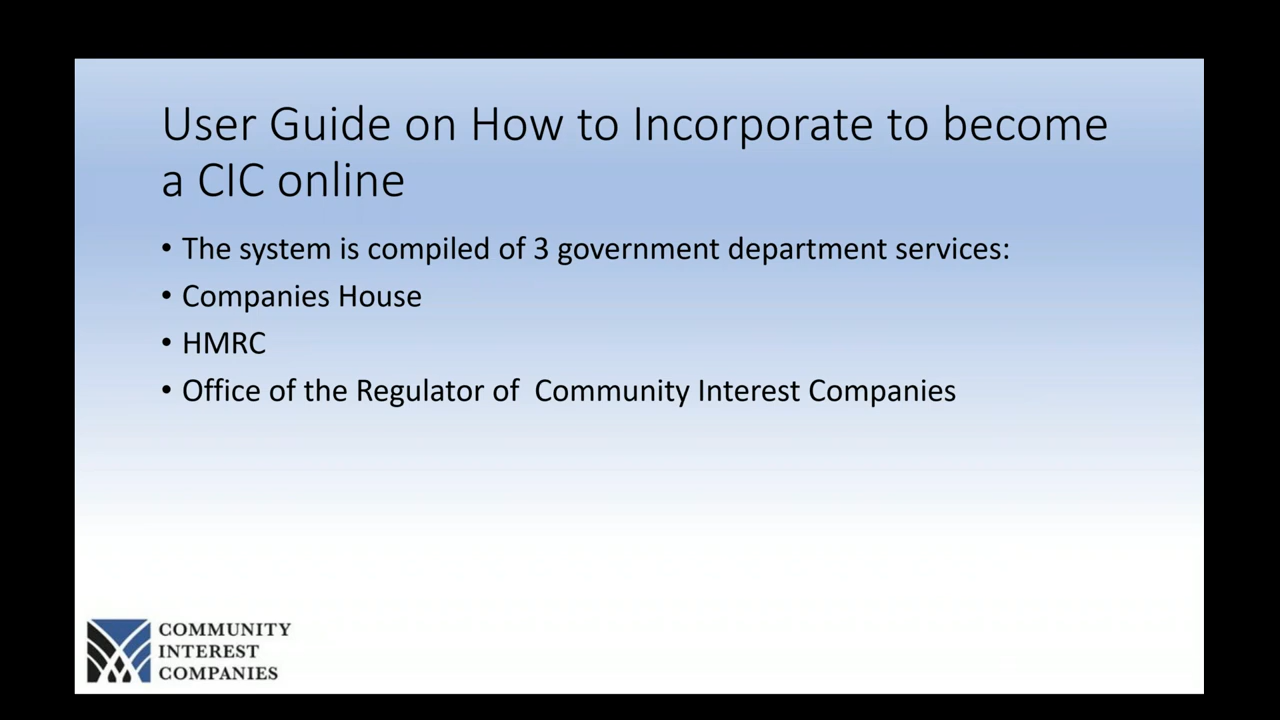 User Guide on How to Incorporate to become
a CIC online
• The system is compiled of 3 government department services:
• Companies House
• HMRC
• Office of the Regulator of  Community Interest Companies
COMMUNITY
INTEREST
COMPANIES